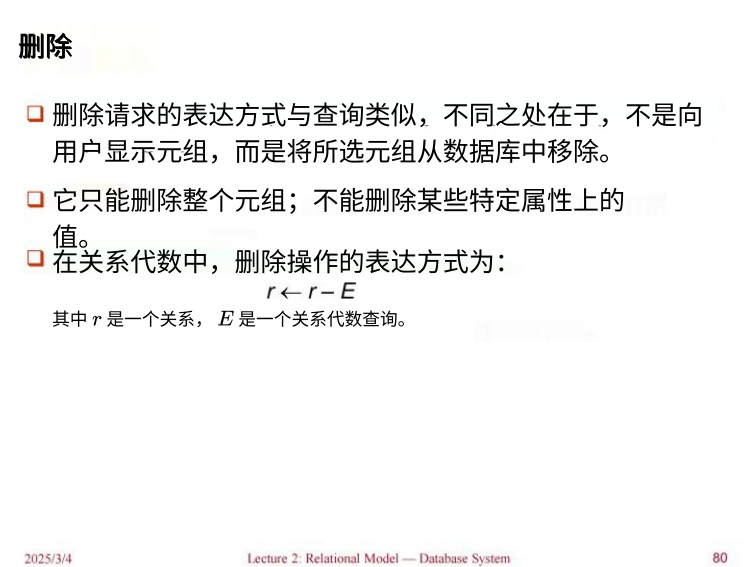 删除
删除请求的表达方式与查询类似，不同之处在于，不是向
用户显示元组，而是将所选元组从数据库中移除。
它只能删除整个元组；不能删除某些特定属性上的
值。
在关系代数中，删除操作的表达方式为：
r ← r – E
其中 r 是一个关系， E 是一个关系代数查询。
2025/3/4 Lecture 2: Relational Model — Database System 80